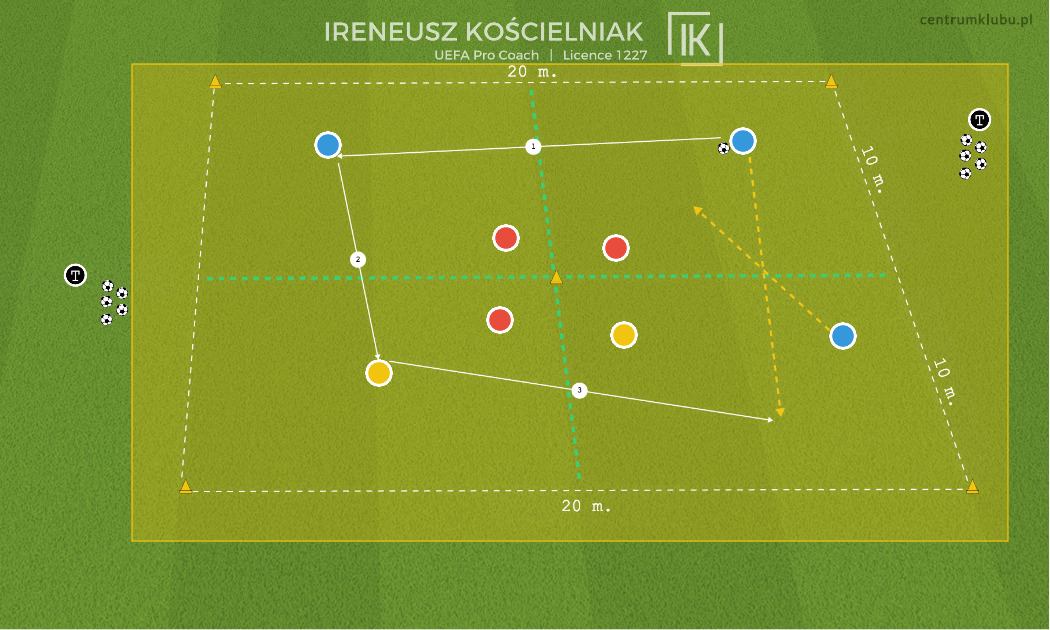 IRENEUSZ KOŚCIELNIAK
IK
centrumklubu.pl
UEFA Pro Coach | Licence 1227
20 m.
T
1
10 m.
2
T
10 m.
3
20 m.